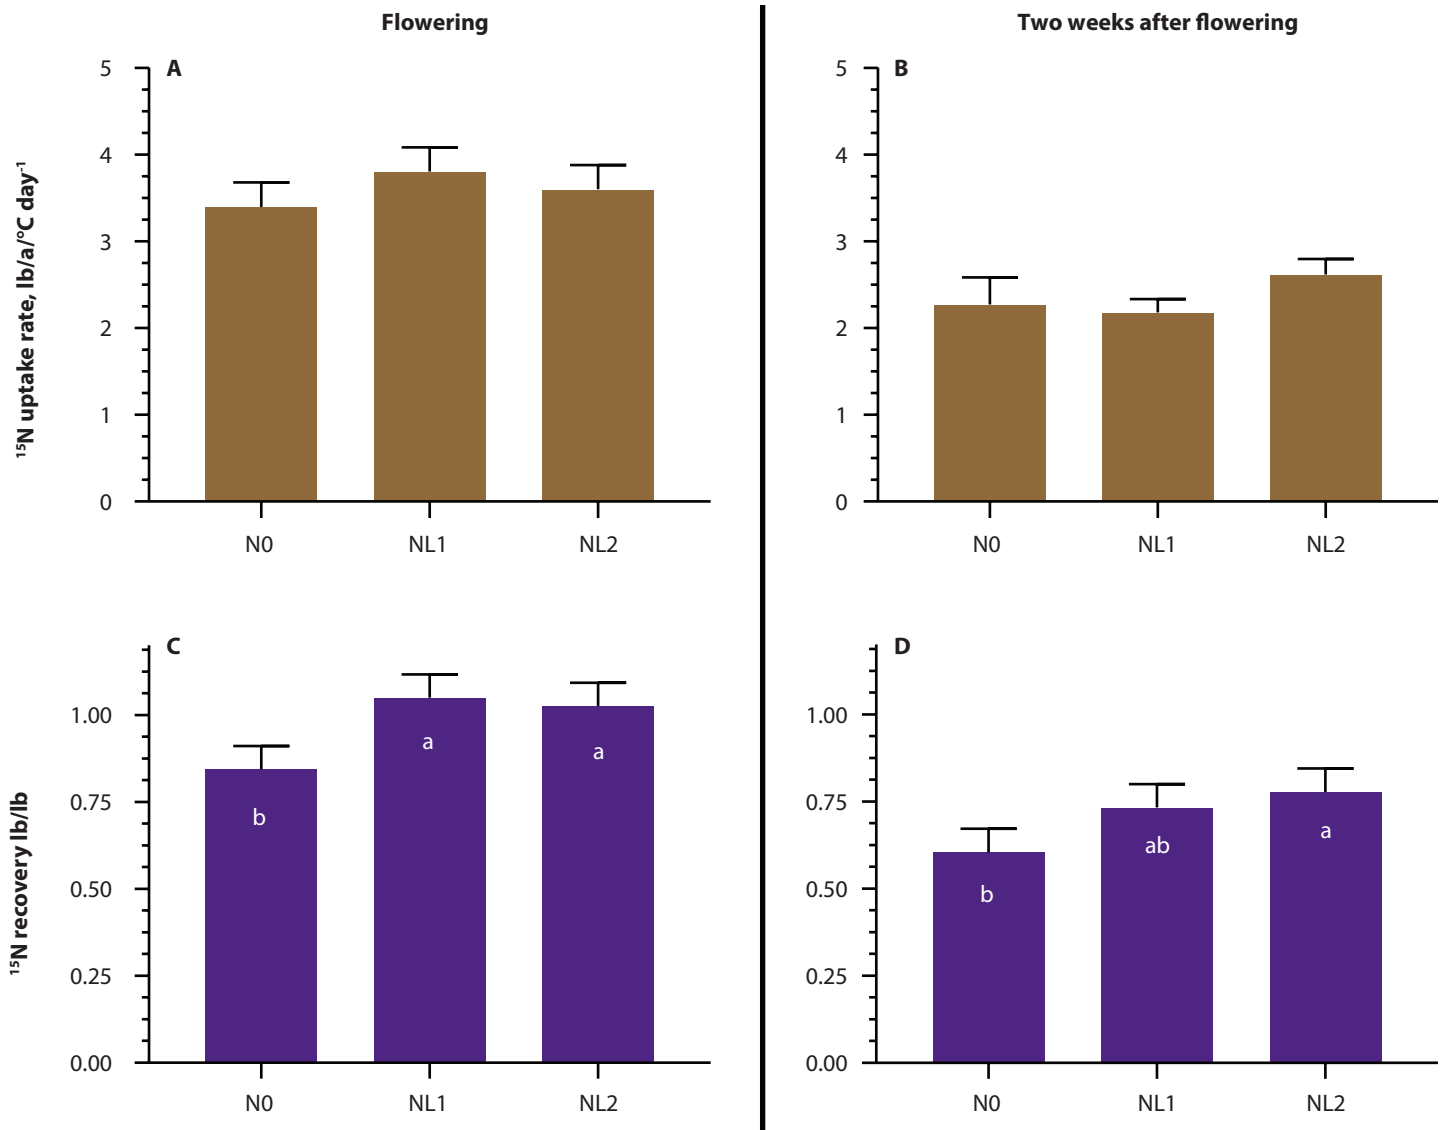 Flowering
Two weeks after flowering
A
5
4
3
2
1
0
¹⁵N uptake rate, lb/a/°C day⁻¹
N0 NL1 NL2
B
5
4
3
2
1
0
N0 NL1 NL2
C
1.00
0.75
0.50
0.25
0.00
¹⁵N recovery lb/lb
b a a
N0 NL1 NL2
D
1.00
0.75
0.50
0.25
0.00
b ab a
N0 NL1 NL2